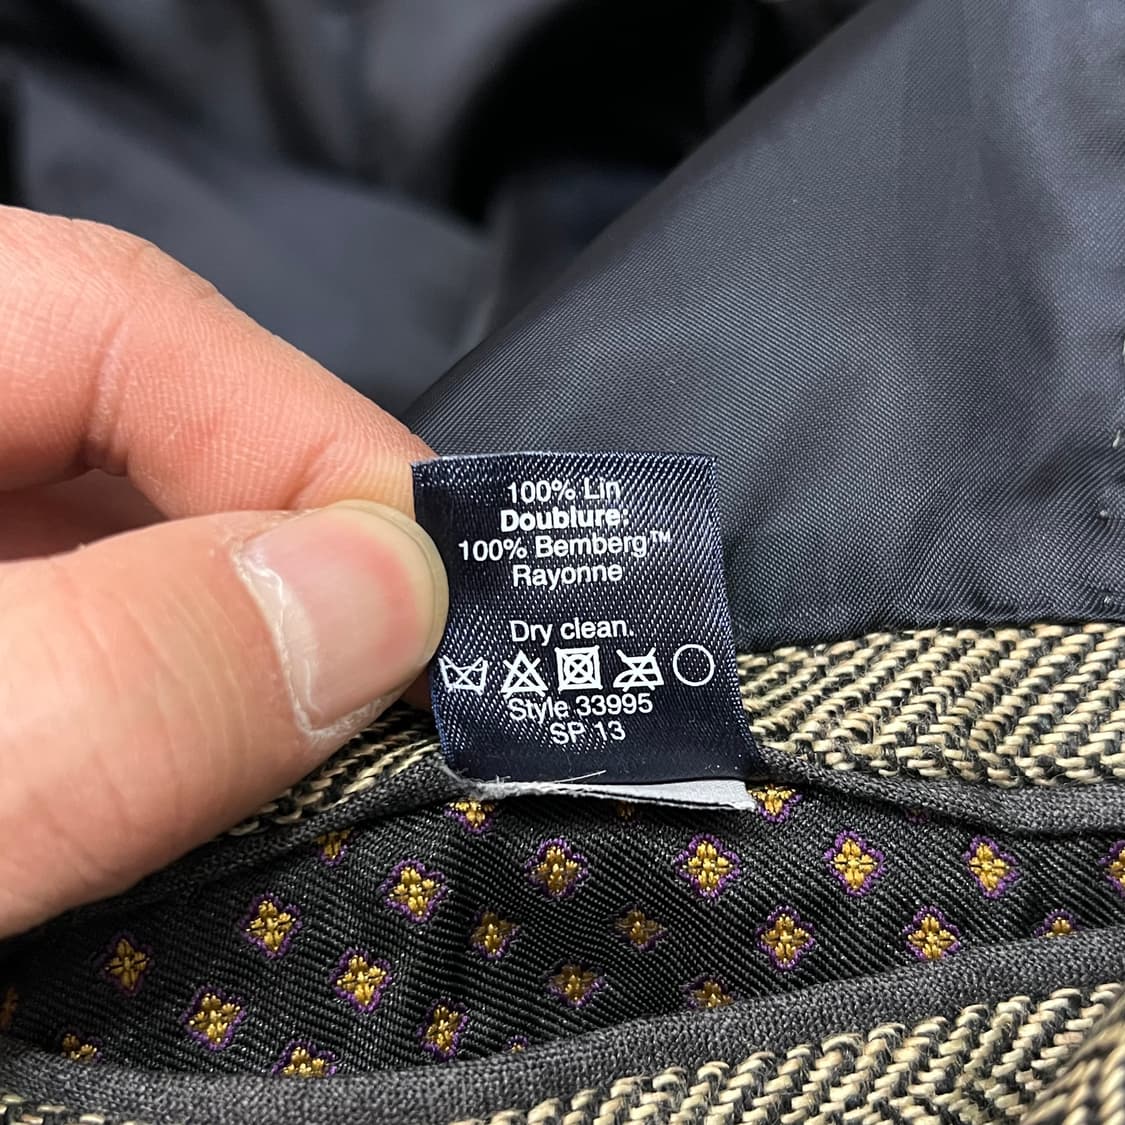 100% Lin
Doublure:
100% Bemberg™
Rayonne
Dry clean.
Style 33995
SP 13